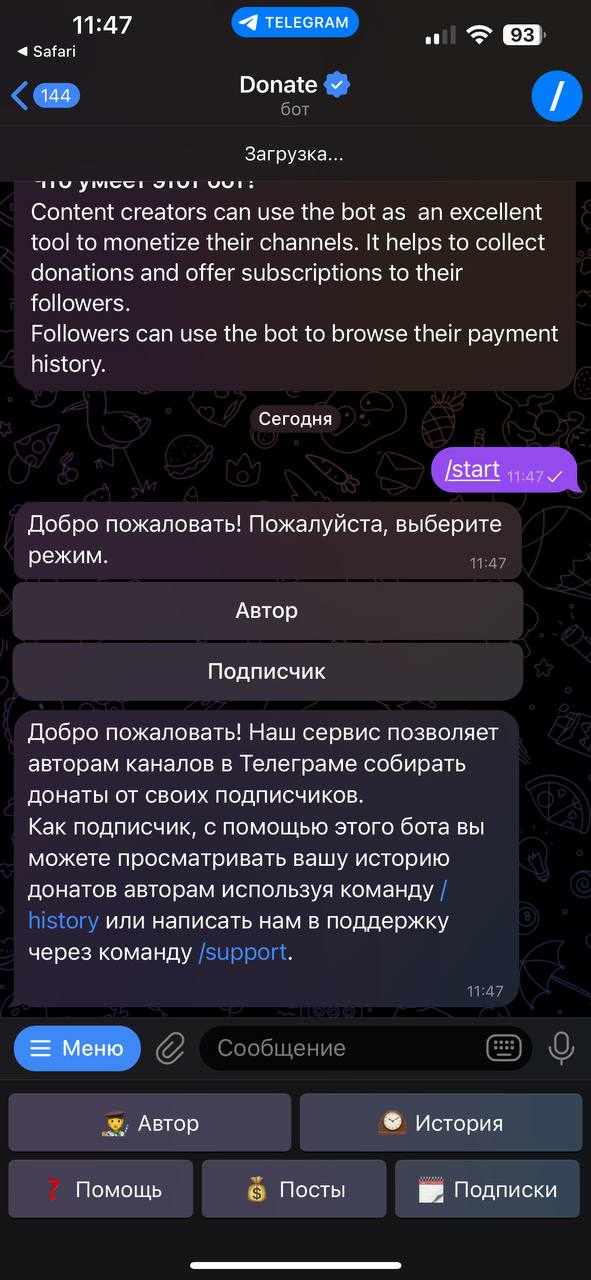 11:47
TELEGRAM
93
Safari
144
Donate
бот
/
Загрузка...
Что умеет этот бот?
Content creators can use the bot as an excellent
tool to monetize their channels. It helps to collect
donations and offer subscriptions to their
followers.
Followers can use the bot to browse their payment
history.
Сегодня
/start 11:47
Добро пожаловать! Пожалуйста, выберите
режим.
11:47
Автор
Подписчик
Добро пожаловать! Наш сервис позволяет
авторам каналов в Телеграме собирать
донаты от своих подписчиков.
Как подписчик, с помощью этого бота вы
можете просматривать вашу историю
донатов авторам используя команду /
history или написать нам в поддержку
через команду /support.
11:47
Меню
Сообщение
Автор
История
Помощь
Посты
Подписки